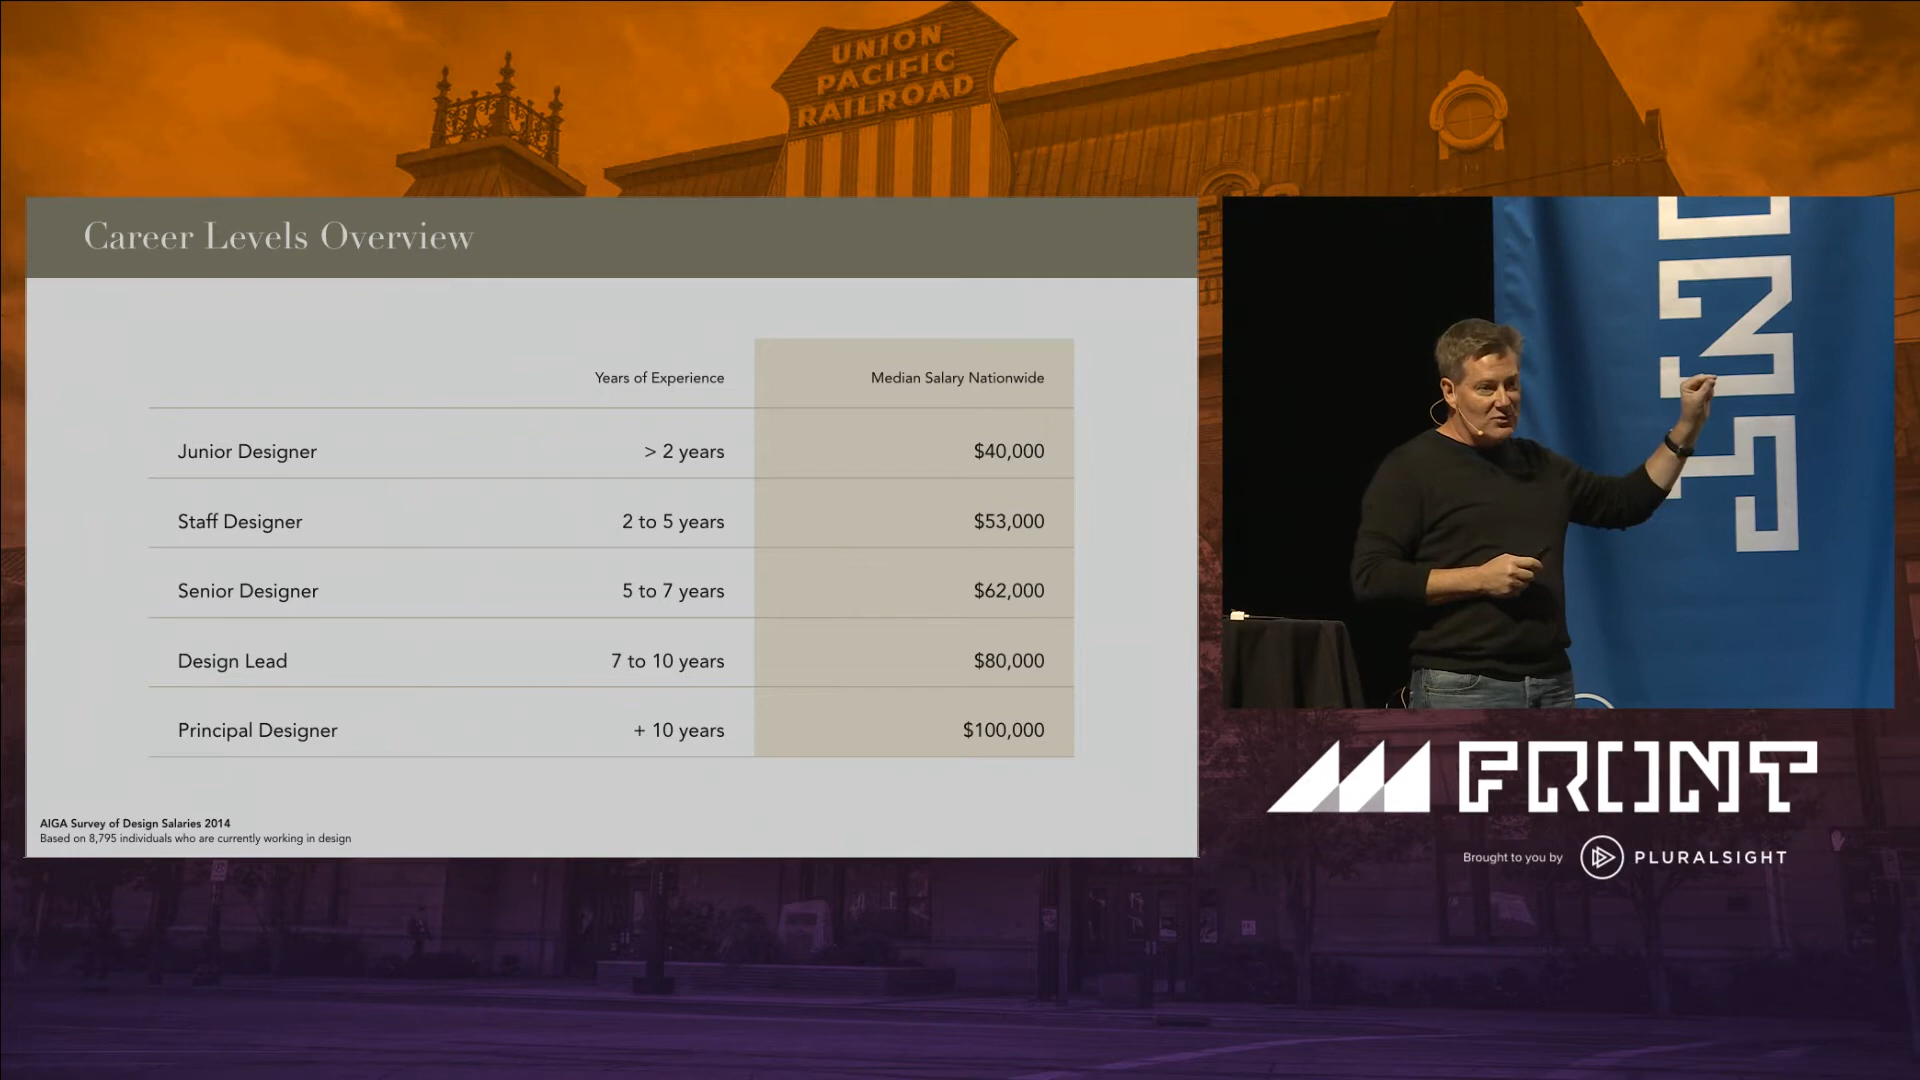 UNION
PACIFIC
RAILROAD
Career Levels Overview
Years of Experience Median Salary Nationwide
Junior Designer > 2 years $40,000
Staff Designer 2 to 5 years $53,000
Senior Designer 5 to 7 years $62,000
Design Lead 7 to 10 years $80,000
Principal Designer + 10 years $100,000
AIGA Survey of Design Salaries 2014
Based on 8,795 individuals who are currently working in design
FRONT
Brought to you by PLURALSIGHT